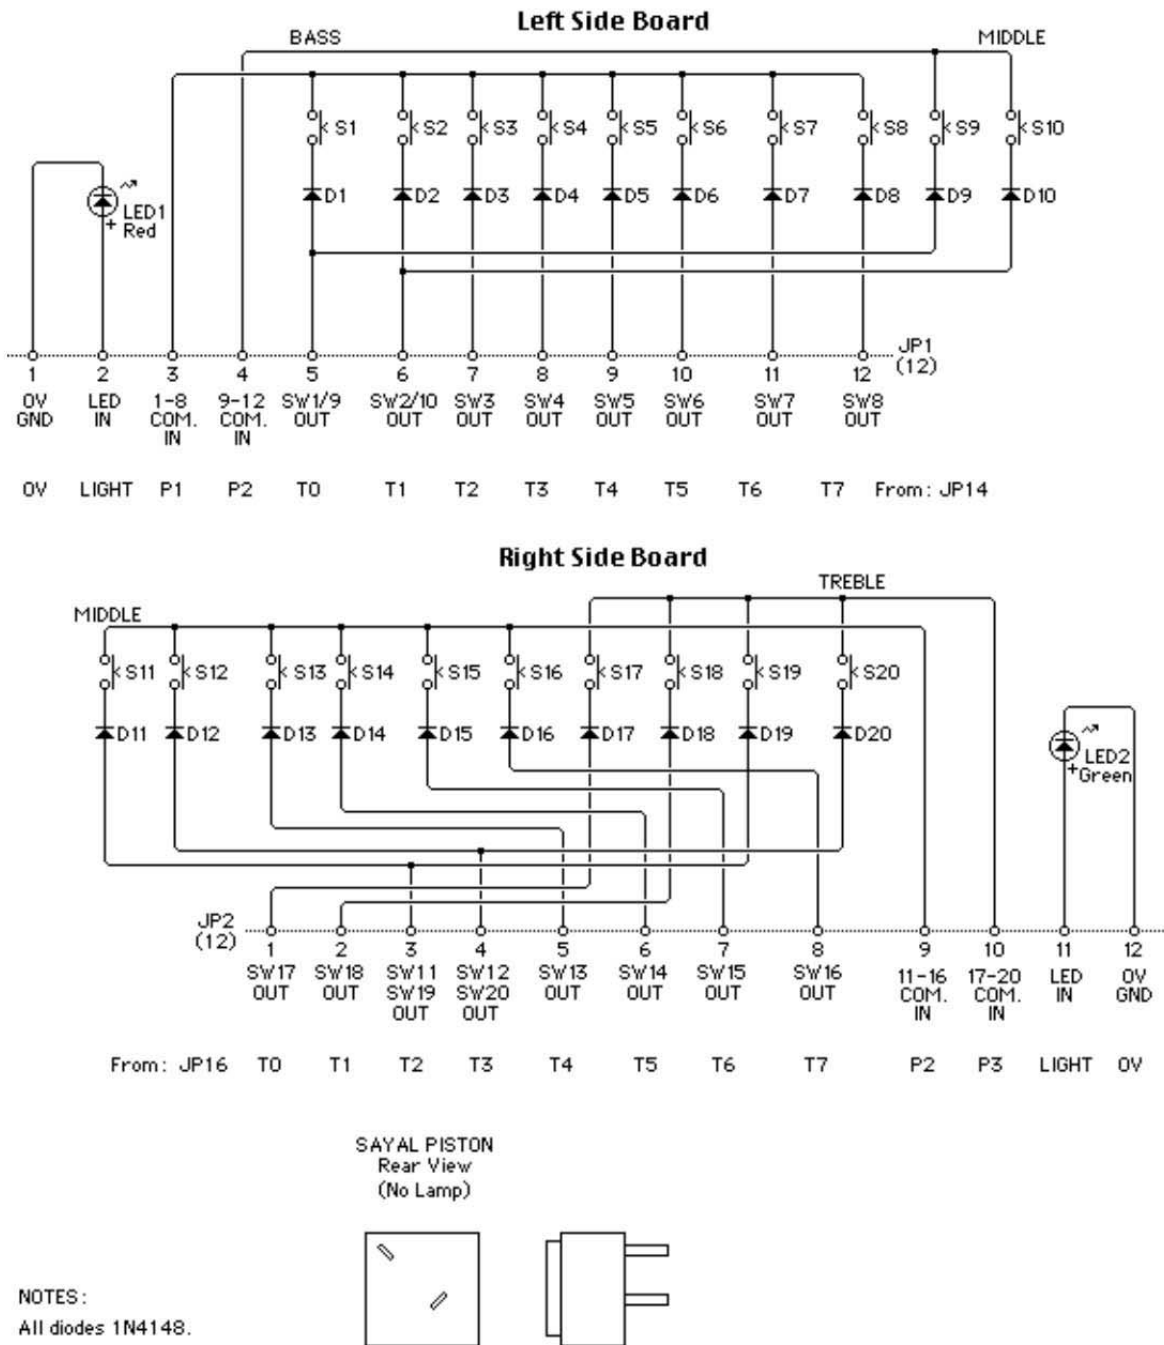 Left Side Board
BASS MIDDLE
S1 S2 S3 S4 S5 S6 S7 S8 S9 S10
D1 D2 D3 D4 D5 D6 D7 D8 D9 D10
LED1
+ Red
JP1
(12)
1 2 3 4 5 6 7 8 9 10 11 12
0V LED 1-8 9-12 SW1/9 SW2/10 SW3 SW4 SW5 SW6 SW7 SW8
GND IN COM. COM. OUT OUT OUT OUT OUT OUT OUT OUT
IN IN
0V LIGHT P1 P2 T0 T1 T2 T3 T4 T5 T6 T7 From: JP14
Right Side Board
TREBLE
MIDDLE
S11 S12 S13 S14 S15 S16 S17 S18 S19 S20
D11 D12 D13 D14 D15 D16 D17 D18 D19 D20
LED2
+ Green
JP2
(12)
1 2 3 4 5 6 7 8 9 10 11 12
SW17 SW18 SW11 SW12 SW13 SW14 SW15 SW16 11-16 17-20 LED 0V
OUT OUT SW19 SW20 OUT OUT OUT OUT COM. COM. IN GND
OUT OUT IN IN
From: JP16 T0 T1 T2 T3 T4 T5 T6 T7 P2 P3 LIGHT 0V
SAYAL PISTON
Rear View
(No Lamp)
NOTES:
All diodes 1N4148.